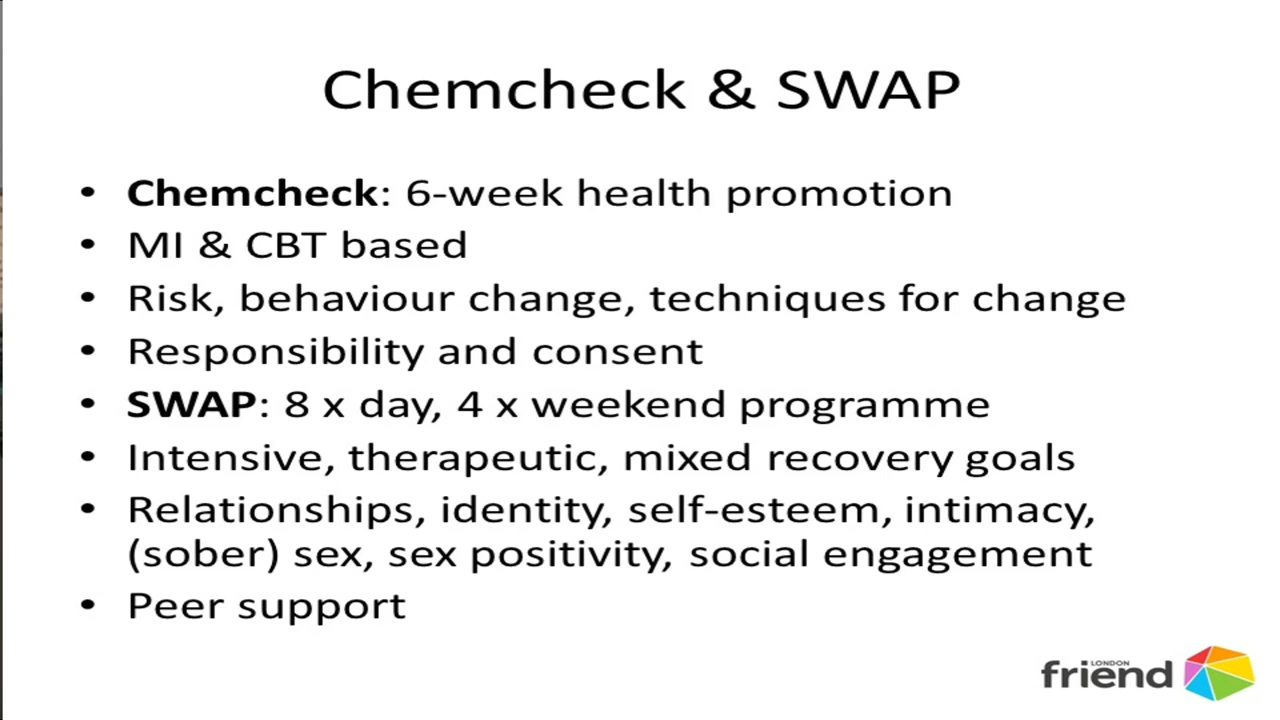 Chemcheck & SWAP
• Chemcheck: 6-week health promotion
• MI & CBT based
• Risk, behaviour change, techniques for change
• Responsibility and consent
• SWAP: 8 x day, 4 x weekend programme
• Intensive, therapeutic, mixed recovery goals
• Relationships, identity, self-esteem, intimacy,
(sober) sex, sex positivity, social engagement
• Peer support
LONDON
friend